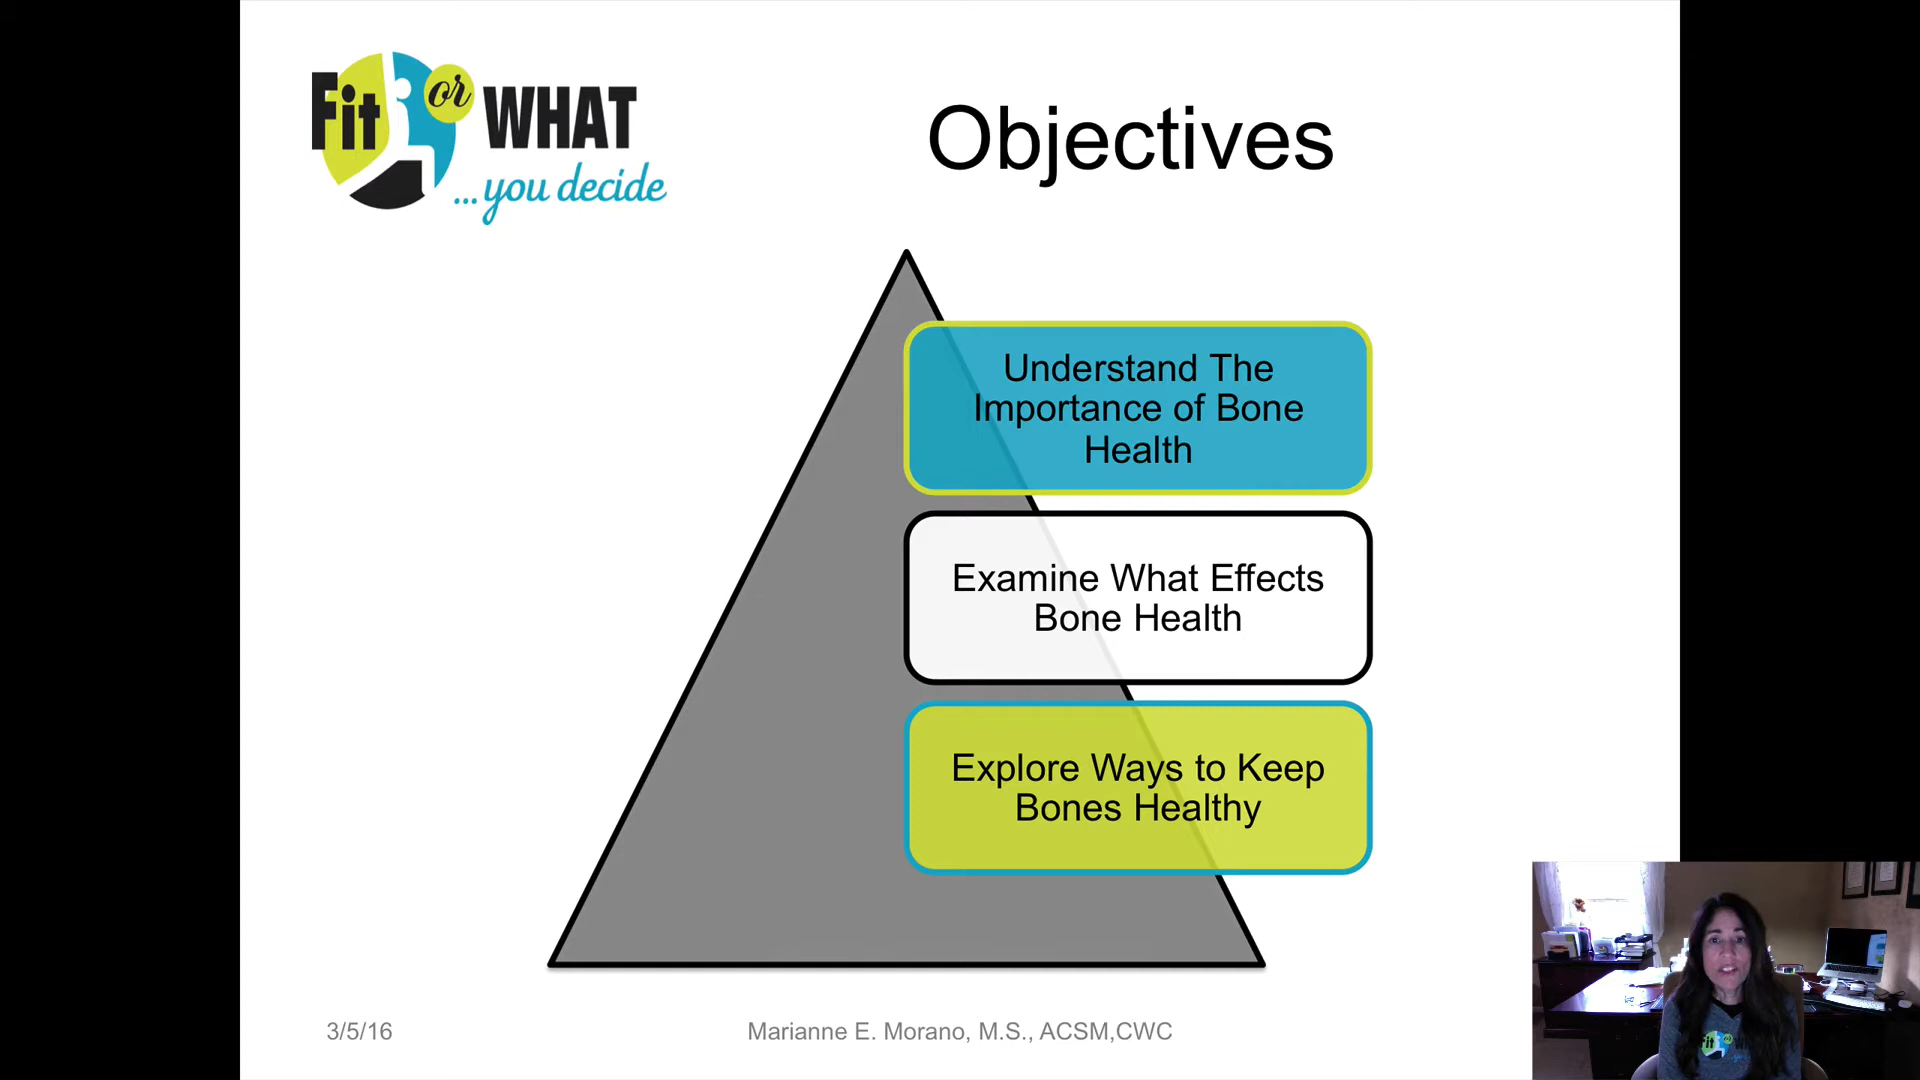 Fit or WHAT
...you decide
Objectives
Understand The
Importance of Bone
Health
Examine What Effects
Bone Health
Explore Ways to Keep
Bones Healthy
3/5/16
Marianne E. Morano, M.S., ACSM,CWC